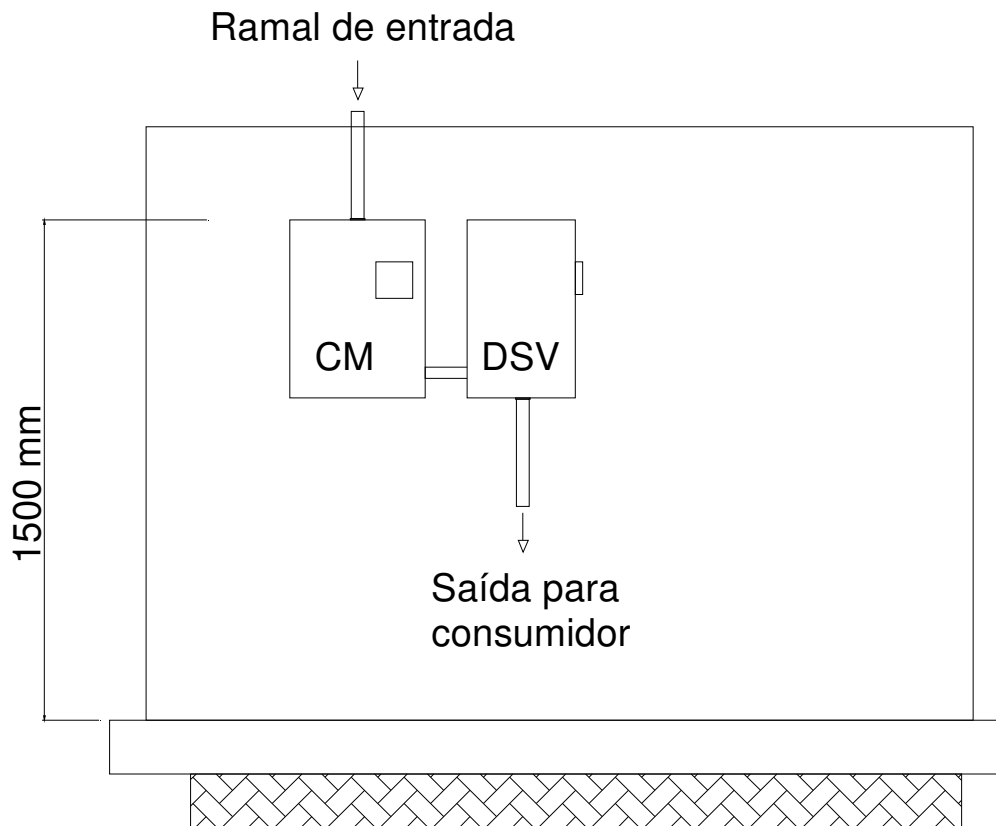 Ramal de entrada
CM
DSV
1500 mm
Saída para
consumidor